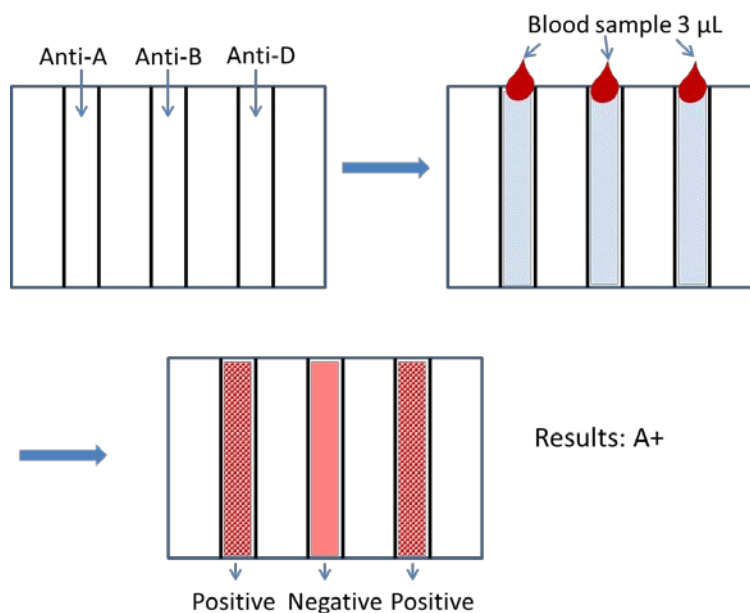 Anti-A Anti-B Anti-D
Blood sample 3 μL
Results: A+
Positive Negative Positive